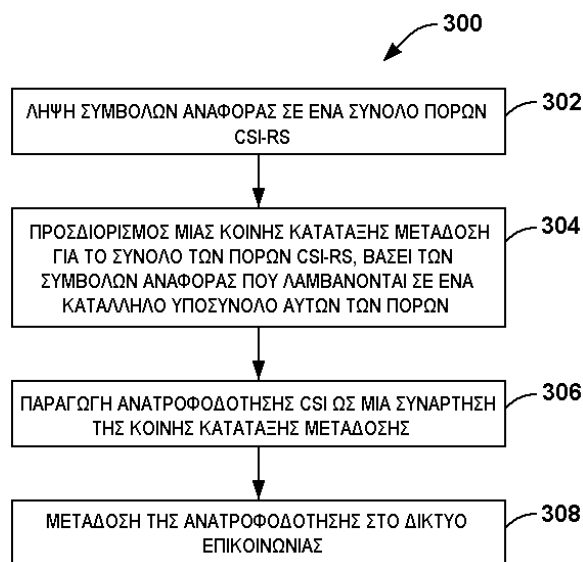 300
ΛΗΨΗ ΣΥΜΒΟΛΩΝ ΑΝΑΦΟΡΑΣ ΣΕ ΕΝΑ ΣΥΝΟΛΟ ΠΟΡΩΝ
CSI-RS
302
ΠΡΟΣΔΙΟΡΙΣΜΟΣ ΜΙΑΣ ΚΟΙΝΗΣ ΚΑΤΑΤΑΞΗΣ ΜΕΤΑΔΟΣΗ
ΓΙΑ ΤΟ ΣΥΝΟΛΟ ΤΩΝ ΠΟΡΩΝ CSI-RS, ΒΑΣΕΙ ΤΩΝ
ΣΥΜΒΟΛΩΝ ΑΝΑΦΟΡΑΣ ΠΟΥ ΛΑΜΒΑΝΟΝΤΑΙ ΣΕ ΕΝΑ
ΚΑΤΑΛΛΗΛΟ ΥΠΟΣΥΝΟΛΟ ΑΥΤΩΝ ΤΩΝ ΠΟΡΩΝ
304
ΠΑΡΑΓΩΓΗ ΑΝΑΤΡΟΦΟΔΟΤΗΣΗΣ CSI ΩΣ ΜΙΑ ΣΥΝΑΡΤΗΣΗ
ΤΗΣ ΚΟΙΝΗΣ ΚΑΤΑΤΑΞΗΣ ΜΕΤΑΔΟΣΗΣ
306
ΜΕΤΑΔΟΣΗ ΤΗΣ ΑΝΑΤΡΟΦΟΔΟΤΗΣΗΣ ΣΤΟ ΔΙΚΤΥΟ
ΕΠΙΚΟΙΝΩΝΙΑΣ
308